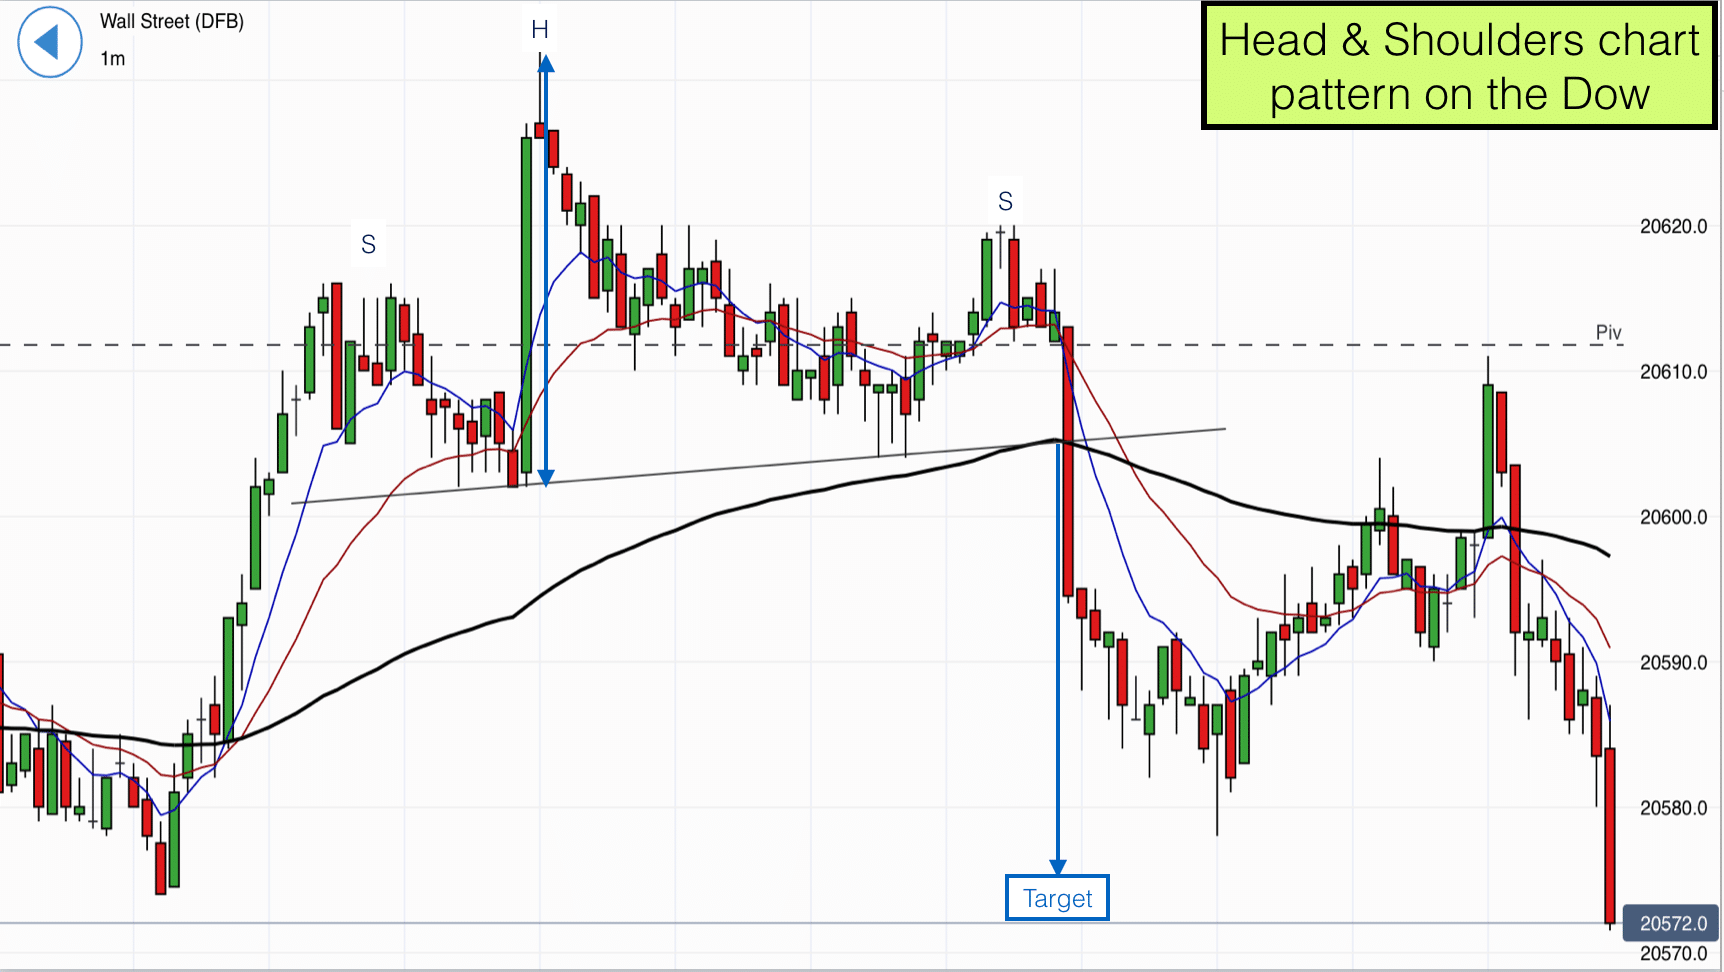 Wall Street (DFB)
1m
H
Head & Shoulders chart
pattern on the Dow
S
S
20620.0
Piv
20610.0
20600.0
20590.0
20580.0
Target
20572.0
20570.0